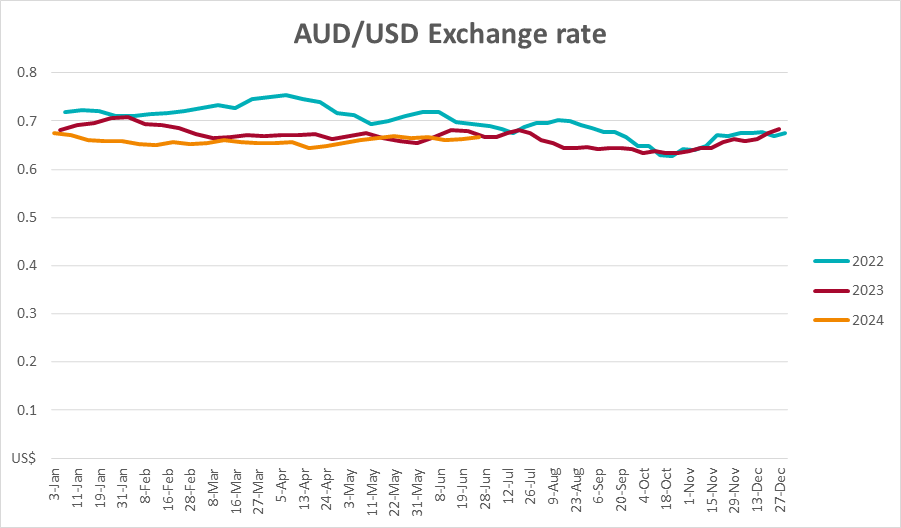 AUD/USD Exchange rate
0.8
0.7
0.6
0.5
0.4
0.3
0.2
0.1
US$
3-Jan
11-Jan
19-Jan
31-Jan
8-Feb
16-Feb
28-Feb
8-Mar
16-Mar
27-Mar
5-Apr
13-Apr
24-Apr
3-May
11-May
22-May
31-May
8-Jun
19-Jun
28-Jun
12-Jul
26-Jul
9-Aug
23-Aug
6-Sep
20-Sep
4-Oct
18-Oct
1-Nov
15-Nov
29-Nov
13-Dec
27-Dec
2022
2023
2024